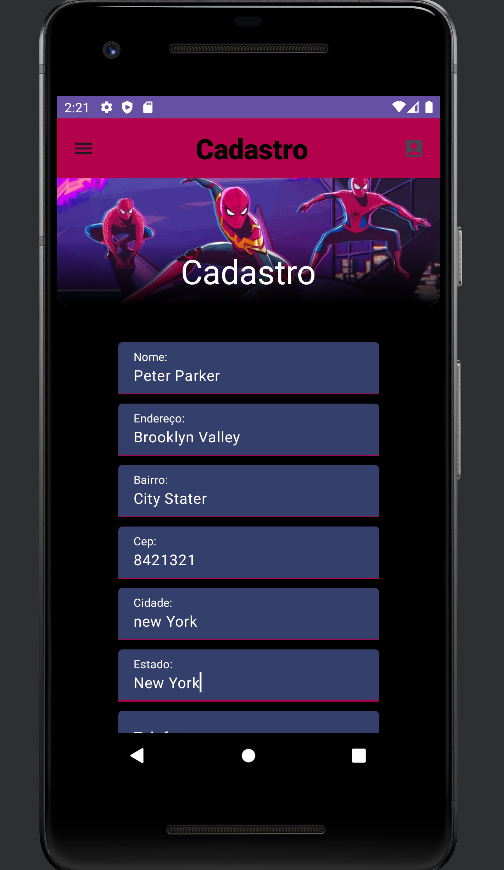 2:21
Cadastro
Cadastro
Nome:
Peter Parker
Endereço:
Brooklyn Valley
Bairro:
City Stater
Cep:
8421321
Cidade:
new York
Estado:
New York